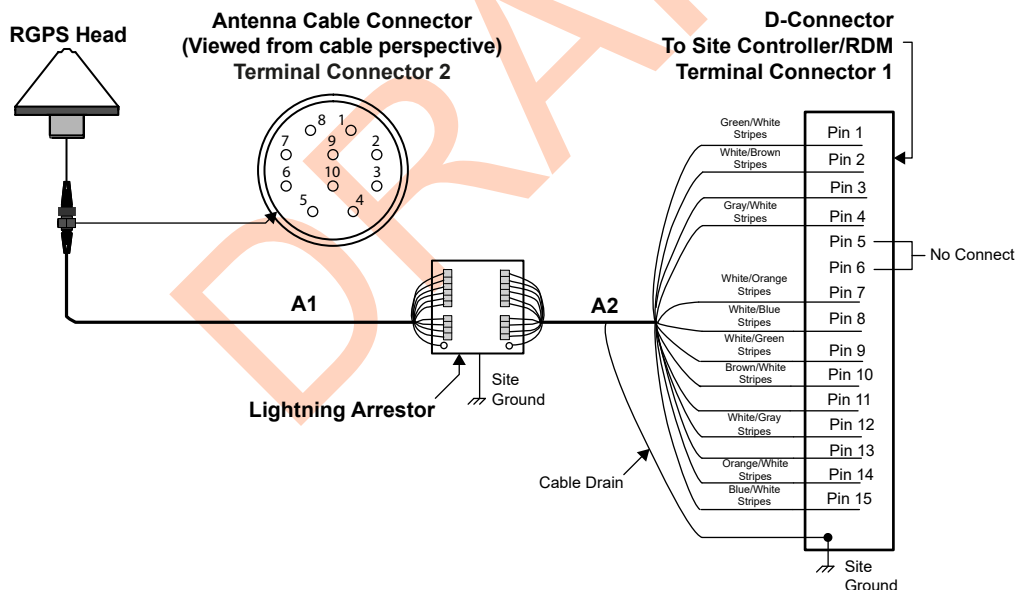 RGPS Head
Antenna Cable Connector
(Viewed from cable perspective)
Terminal Connector 2
D-Connector
To Site Controller/RDM
Terminal Connector 1
8 1
7 9 2
6 10 3
5 4
A1
A2
Lightning Arrestor
Site
Ground
Cable Drain
Green/White
Stripes
Pin 1
White/Brown
Stripes
Pin 2
Pin 3
Gray/White
Stripes
Pin 4
Pin 5
No Connect
Pin 6
White/Orange
Stripes
Pin 7
White/Blue
Stripes
Pin 8
White/Green
Stripes
Pin 9
Brown/White
Stripes
Pin 10
Pin 11
White/Gray
Stripes
Pin 12
Pin 13
Orange/White
Stripes
Pin 14
Blue/White
Stripes
Pin 15
Site
Ground
DRA